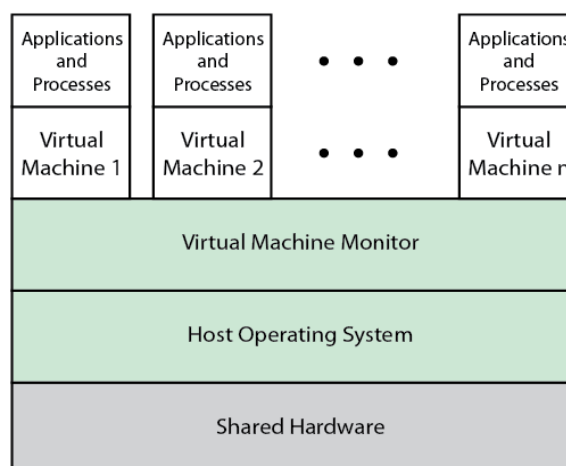 Applications
and
Processes
Applications
and
Processes
Applications
and
Processes
Virtual
Machine 1
Virtual
Machine 2
Virtual
Machine n
Virtual Machine Monitor
Host Operating System
Shared Hardware